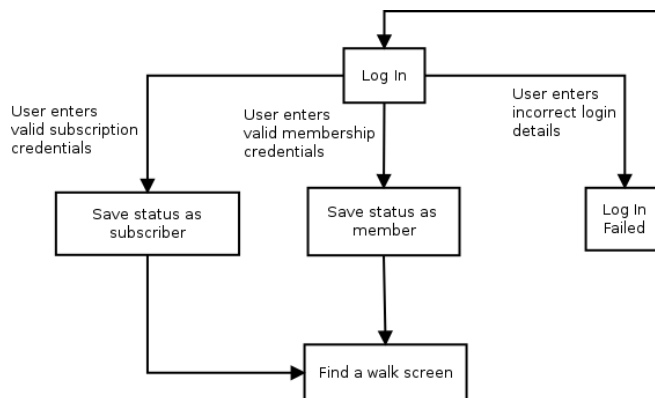 Log In
User enters
valid subscription
credentials
User enters
valid membership
credentials
User enters
incorrect login
details
Save status as
subscriber
Save status as
member
Log In
Failed
Find a walk screen